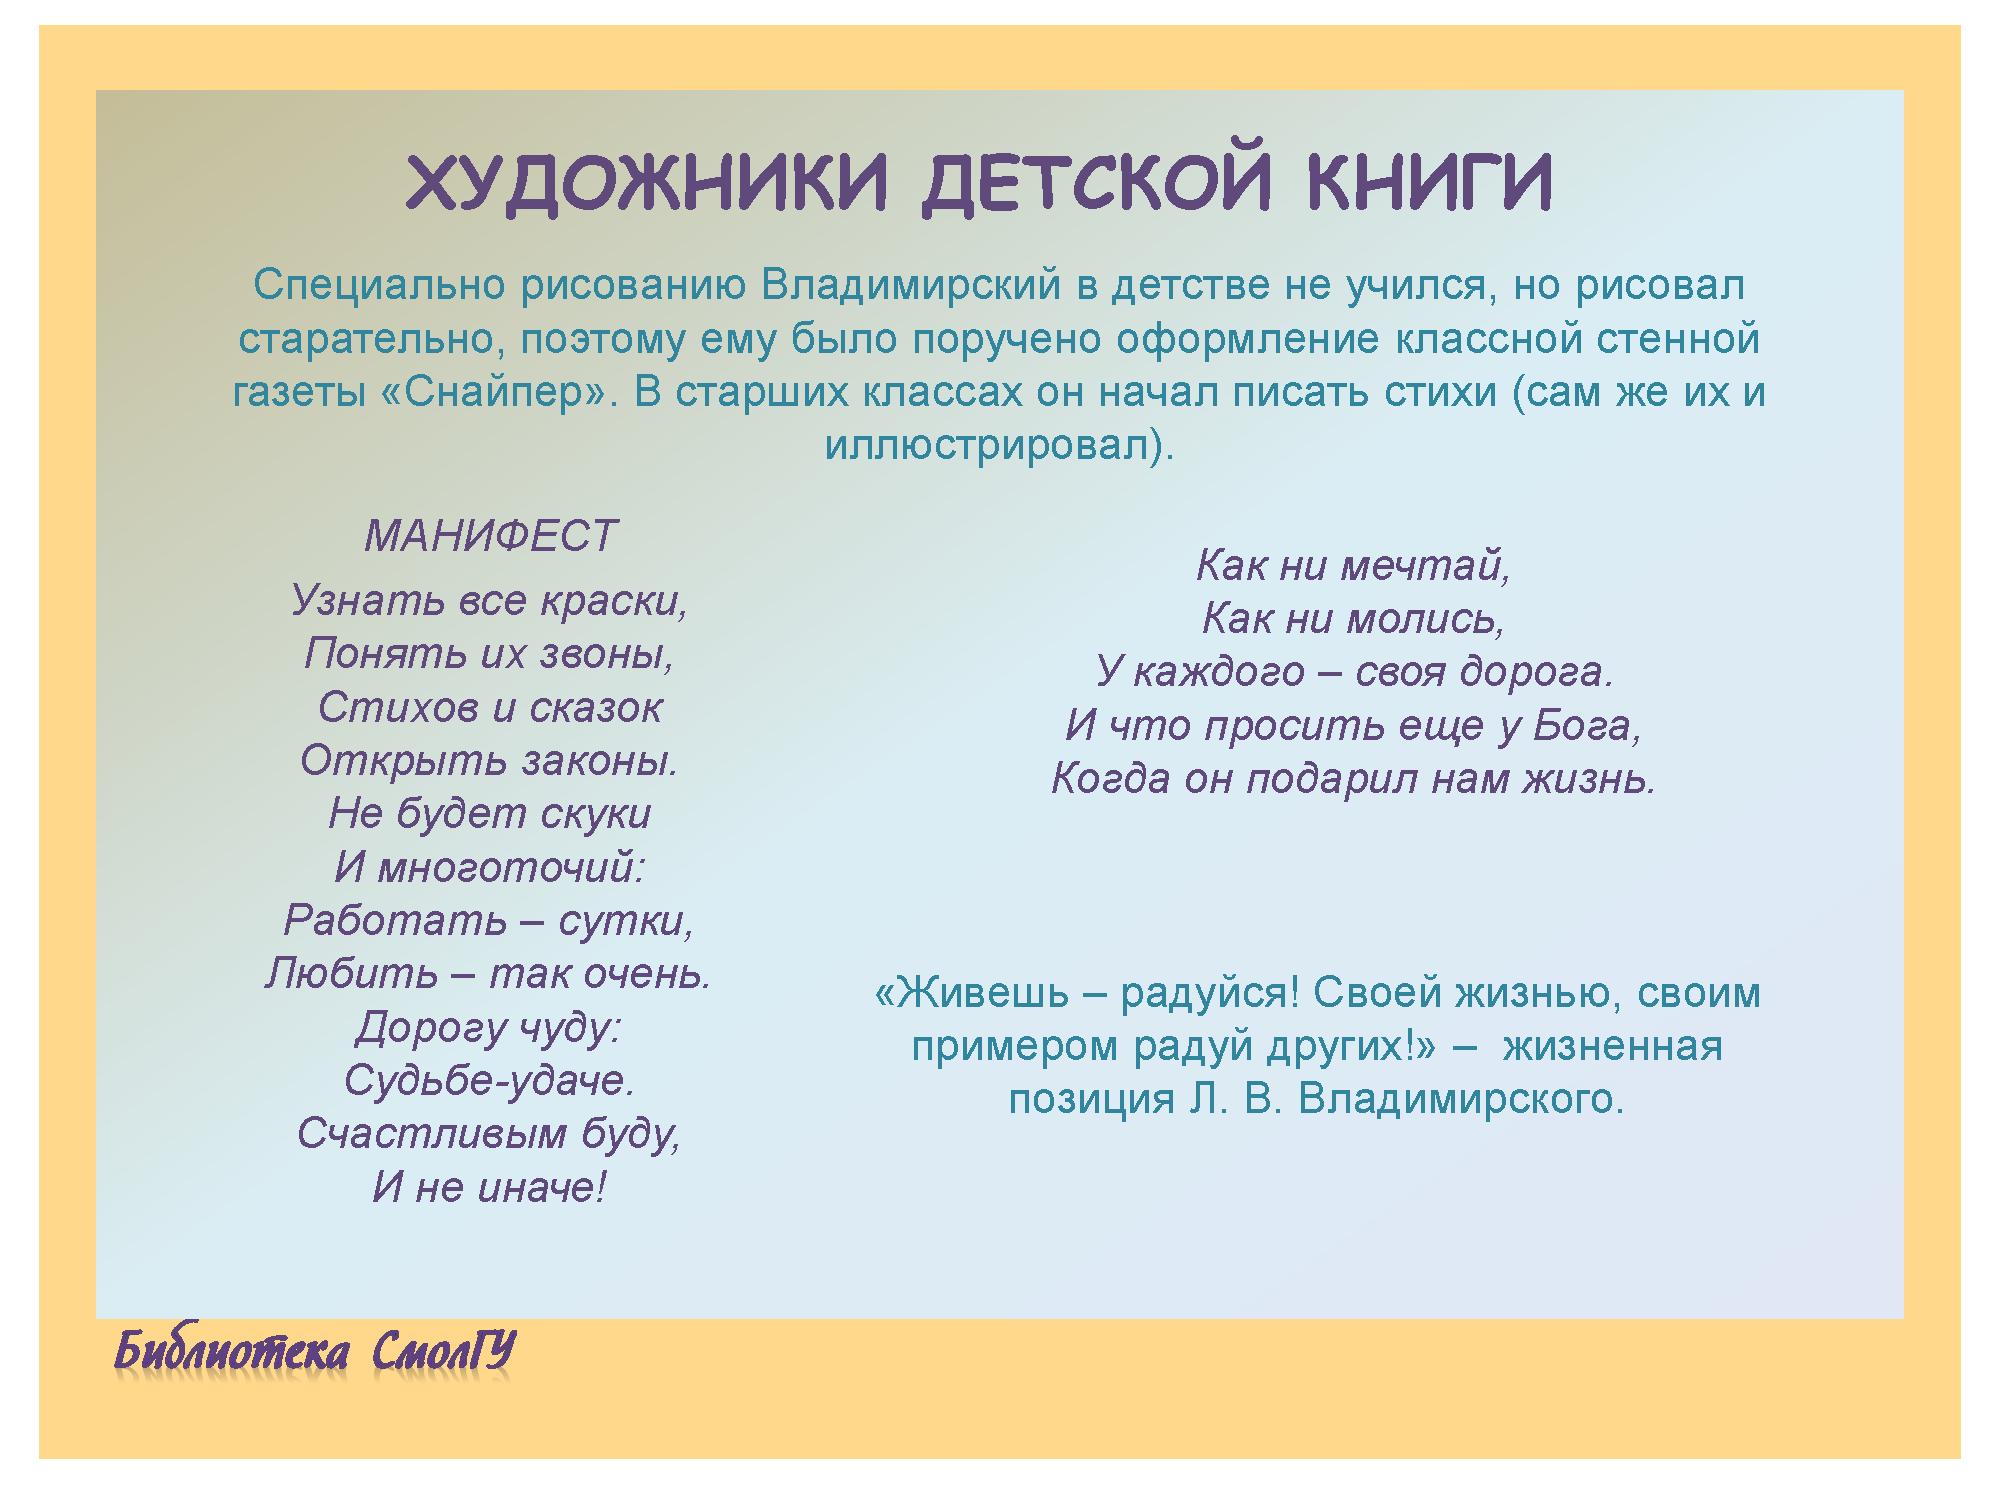 ХУДОЖНИКИ ДЕТСКОЙ КНИГИ
Специально рисованию Владимирский в детстве не учился, но рисовал
старательно, поэтому ему было поручено оформление классной стенной
газеты «Снайпер». В старших классах он начал писать стихи (сам же их и
иллюстрировал).
МАНИФЕСТ
Узнать все краски,
Понять их звоны,
Стихов и сказок
Открыть законы.
Не будет скуки
И многоточий:
Работать – сутки,
Любить – так очень.
Дорогу чуду:
Судьбе-удаче.
Счастливым буду,
И не иначе!
Как ни мечтай,
Как ни молись,
У каждого – своя дорога.
И что просить еще у Бога,
Когда он подарил нам жизнь.
«Живешь – радуйся! Своей жизнью, своим
примером радуй других!» – жизненная
позиция Л. В. Владимирского.
Библиотека СмолГУ